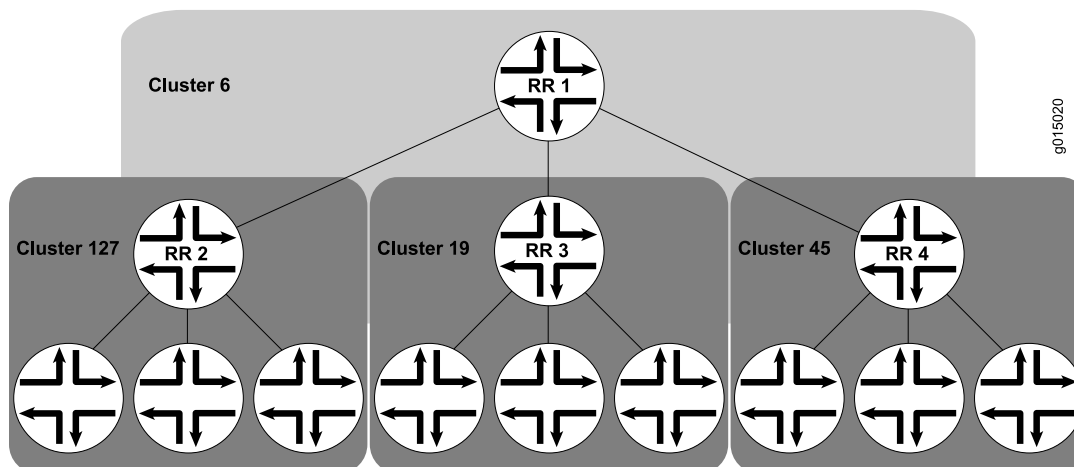 Cluster 6
RR 1
g015020
Cluster 127
RR 2
Cluster 19
RR 3
Cluster 45
RR 4